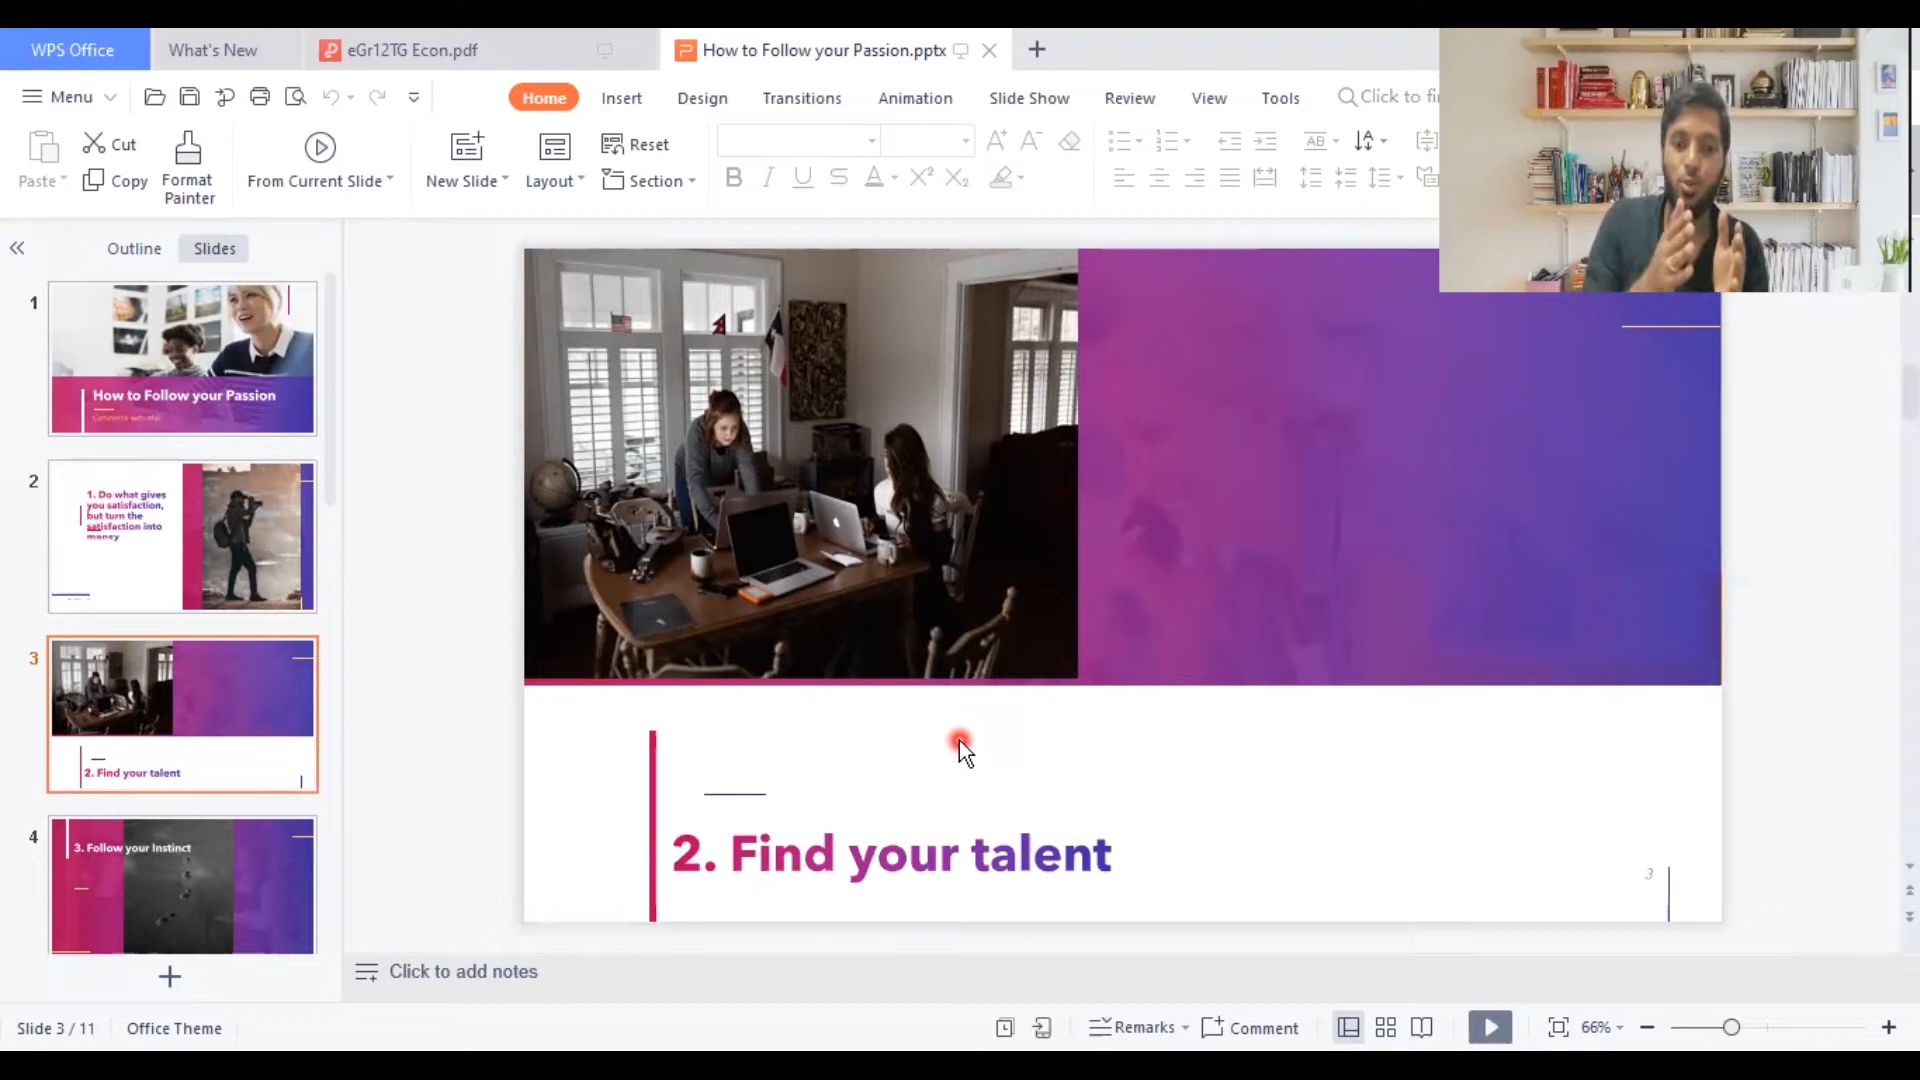 WPS Office
What's New
eGr12TG Econ.pdf
How to Follow your Passion.pptx
Menu
Home
Insert
Design
Transitions
Animation
Slide Show
Review
View
Tools
Click to fi
Paste
Cut
Copy
Format
Painter
From Current Slide
New Slide
Layout
Reset
Section
Outline
Slides
1
How to Follow your Passion
2
1. Do what gives
you satisfaction,
but turn the
satisfaction into
money
3
2. Find your talent
4
3. Follow your Instinct
2. Find your talent
3
Click to add notes
Slide 3 / 11
Office Theme
Remarks
Comment
66%